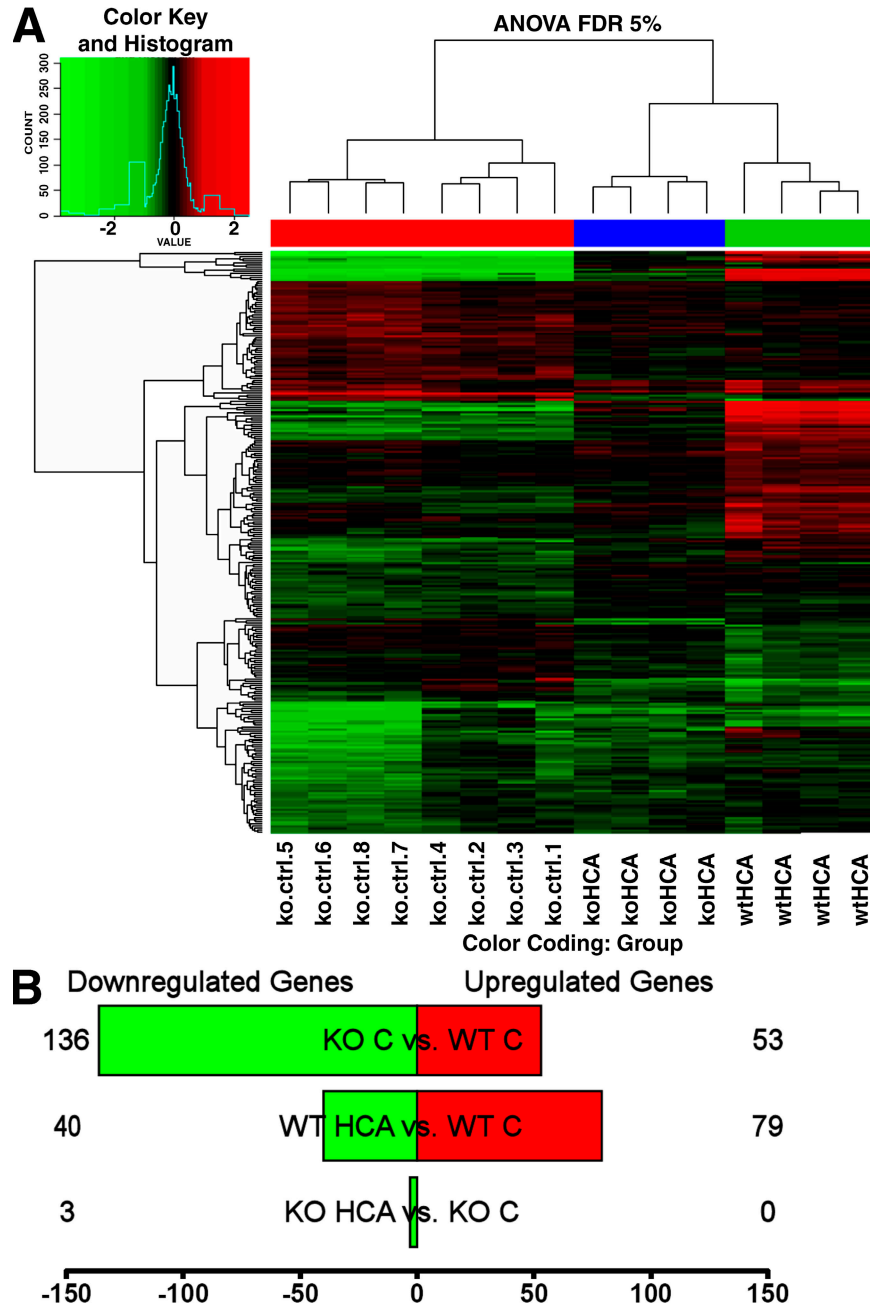 A
Color Key
and Histogram
ANOVA FDR 5%
COUNT
0 50 100 150 200 250 300
-2 0 2
VALUE
ko.ctrl.5 ko.ctrl.6 ko.ctrl.8 ko.ctrl.7 ko.ctrl.4 ko.ctrl.2 ko.ctrl.3 ko.ctrl.1 koHCA koHCA koHCA koHCA wtHCA wtHCA wtHCA wtHCA
Color Coding: Group
B
Downregulated Genes Upregulated Genes
136 KO C vs. WT C 53
40 WT HCA vs. WT C 79
3 KO HCA vs. KO C 0
-150 -100 -50 0 50 100 150